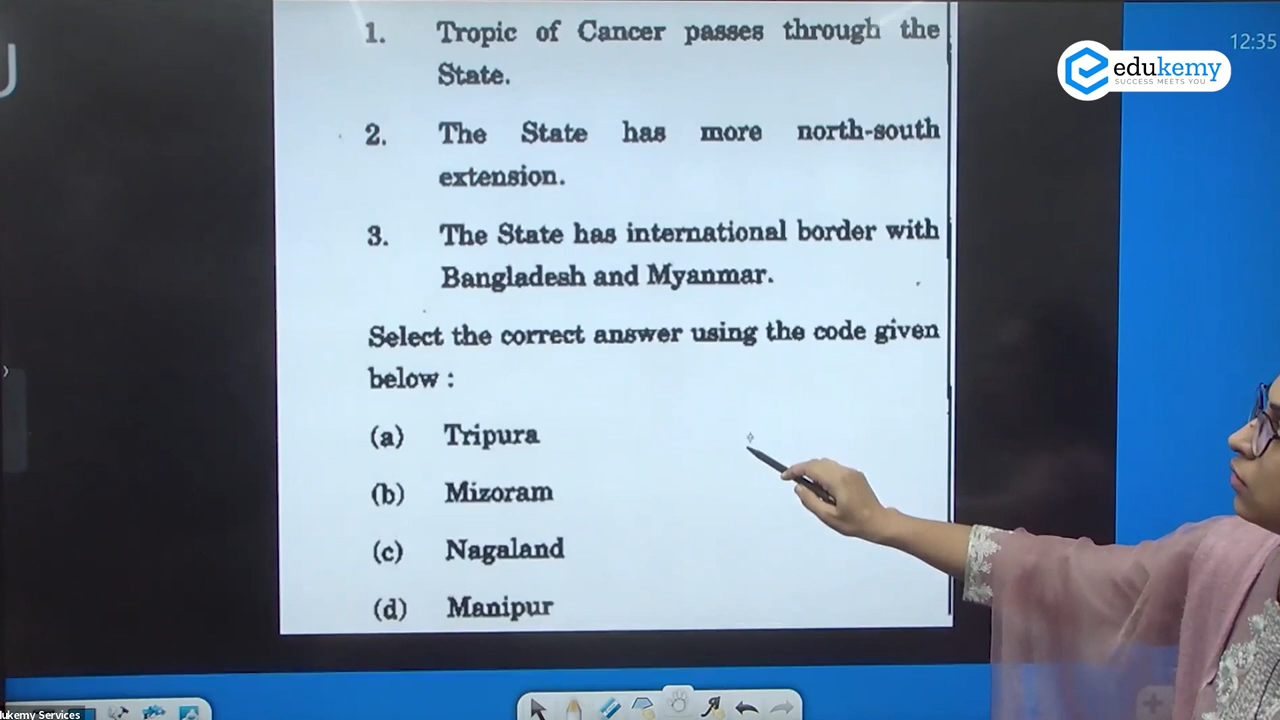 12:35
edukemy
SUCCESS MEETS YOU
1. Tropic of Cancer passes through the
State.
2. The State has more north-south
extension.
3. The State has international border with
Bangladesh and Myanmar.
Select the correct answer using the code given
below :
(a) Tripura
(b) Mizoram
(c) Nagaland
(d) Manipur
dukemy Services